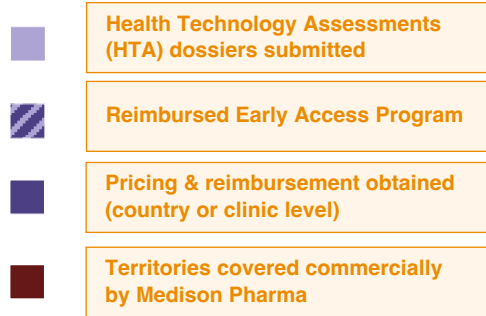 Health Technology Assessments
(HTA) dossiers submitted
Reimbursed Early Access Program
Pricing & reimbursement obtained
(country or clinic level)
Territories covered commercially
by Medison Pharma